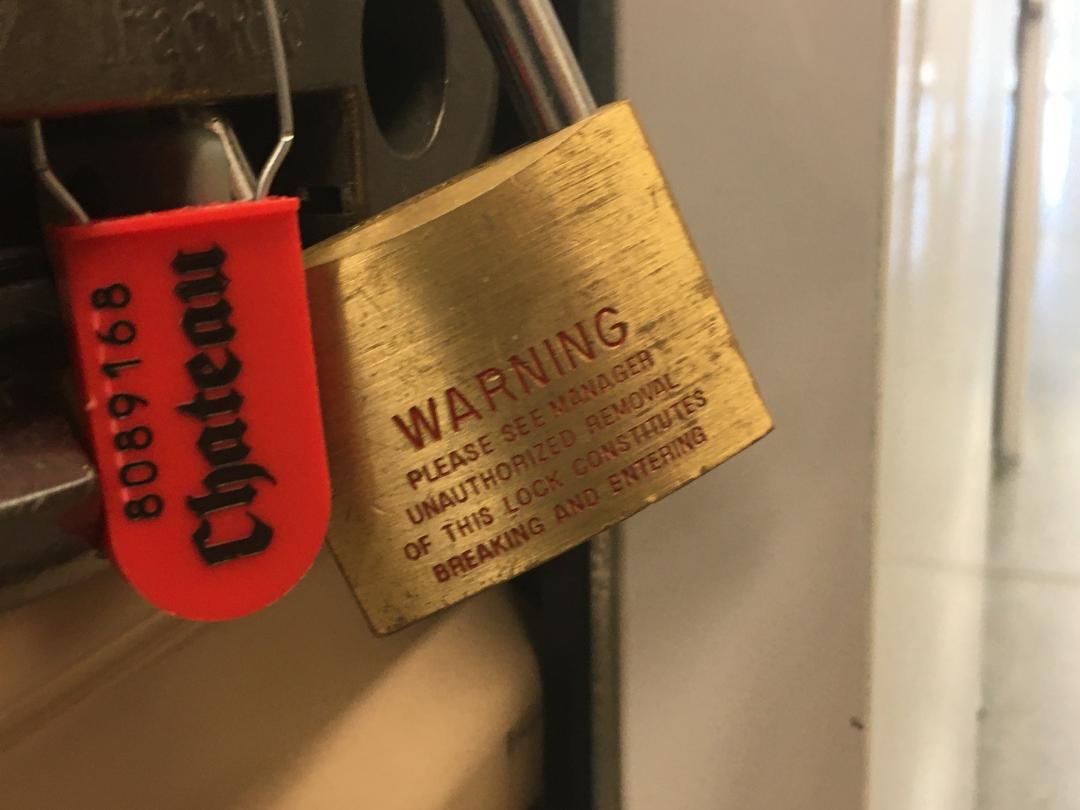 8089168
Chateau
WARNING
PLEASE SEE MANAGER
UNAUTHORIZED REMOVAL
OF THIS LOCK CONSTITUTES
BREAKING AND ENTERING